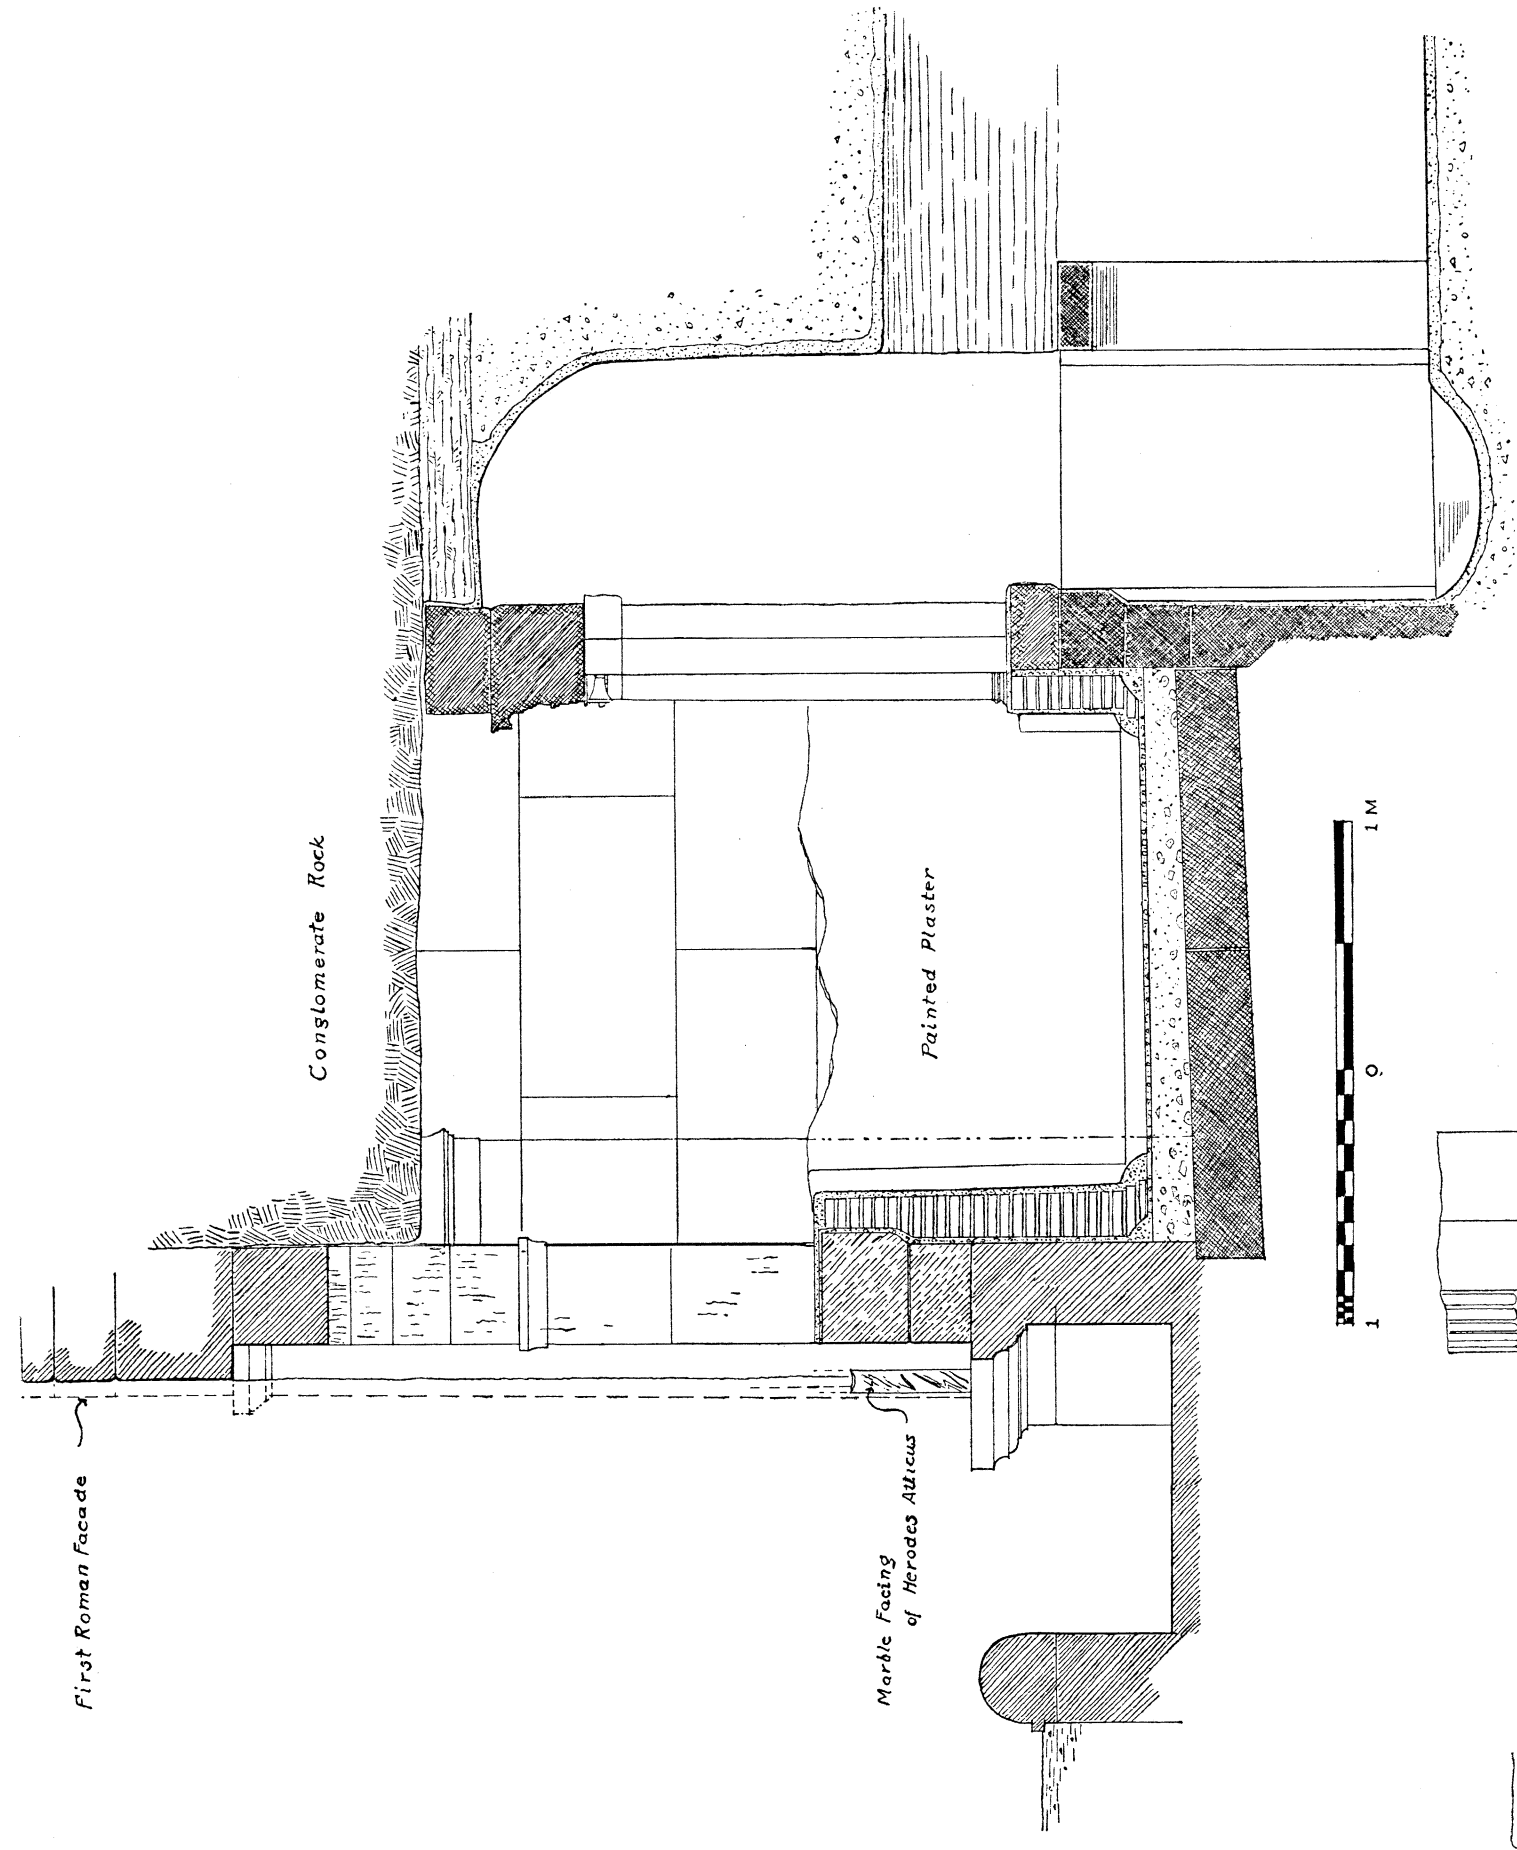 First Roman Facade
Conglomerate Rock
Marble Facing
of Herodes Atticus
Painted Plaster
1 0 1 M